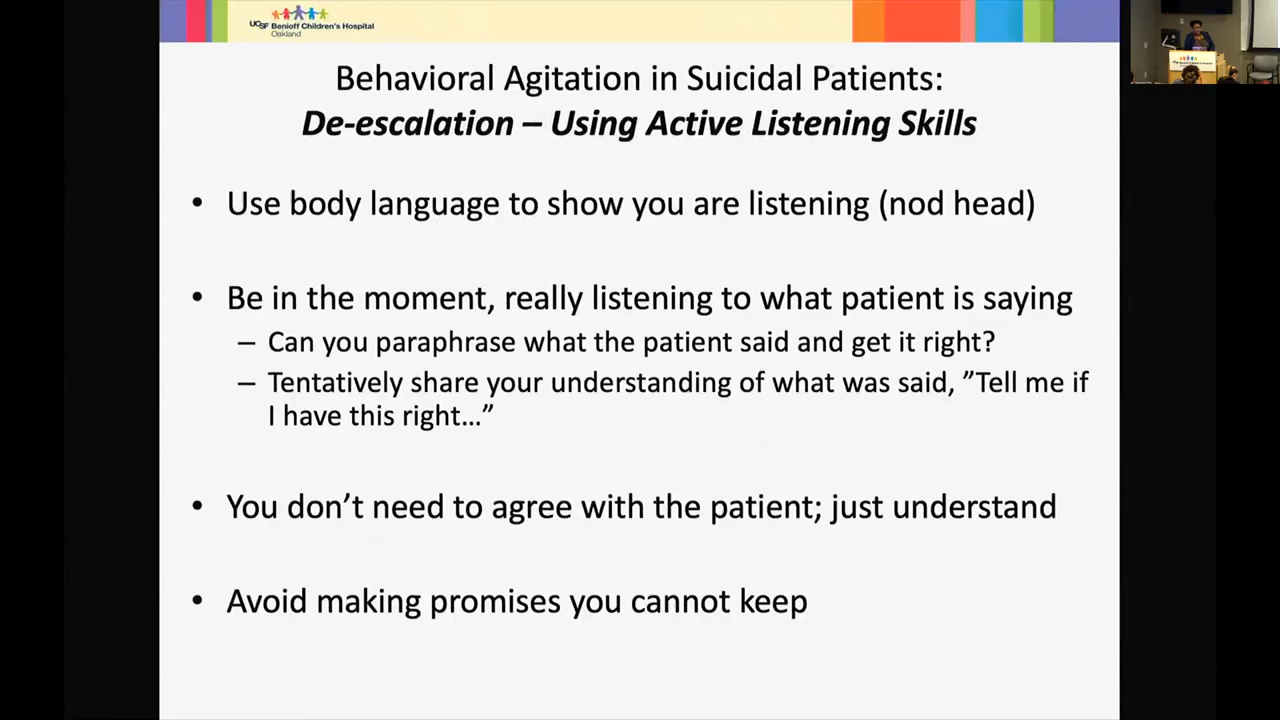 UCSF Benioff Children's Hospital
Oakland
Behavioral Agitation in Suicidal Patients:
De-escalation – Using Active Listening Skills
• Use body language to show you are listening (nod head)
• Be in the moment, really listening to what patient is saying
– Can you paraphrase what the patient said and get it right?
– Tentatively share your understanding of what was said, ”Tell me if
I have this right…”
• You don’t need to agree with the patient; just understand
• Avoid making promises you cannot keep